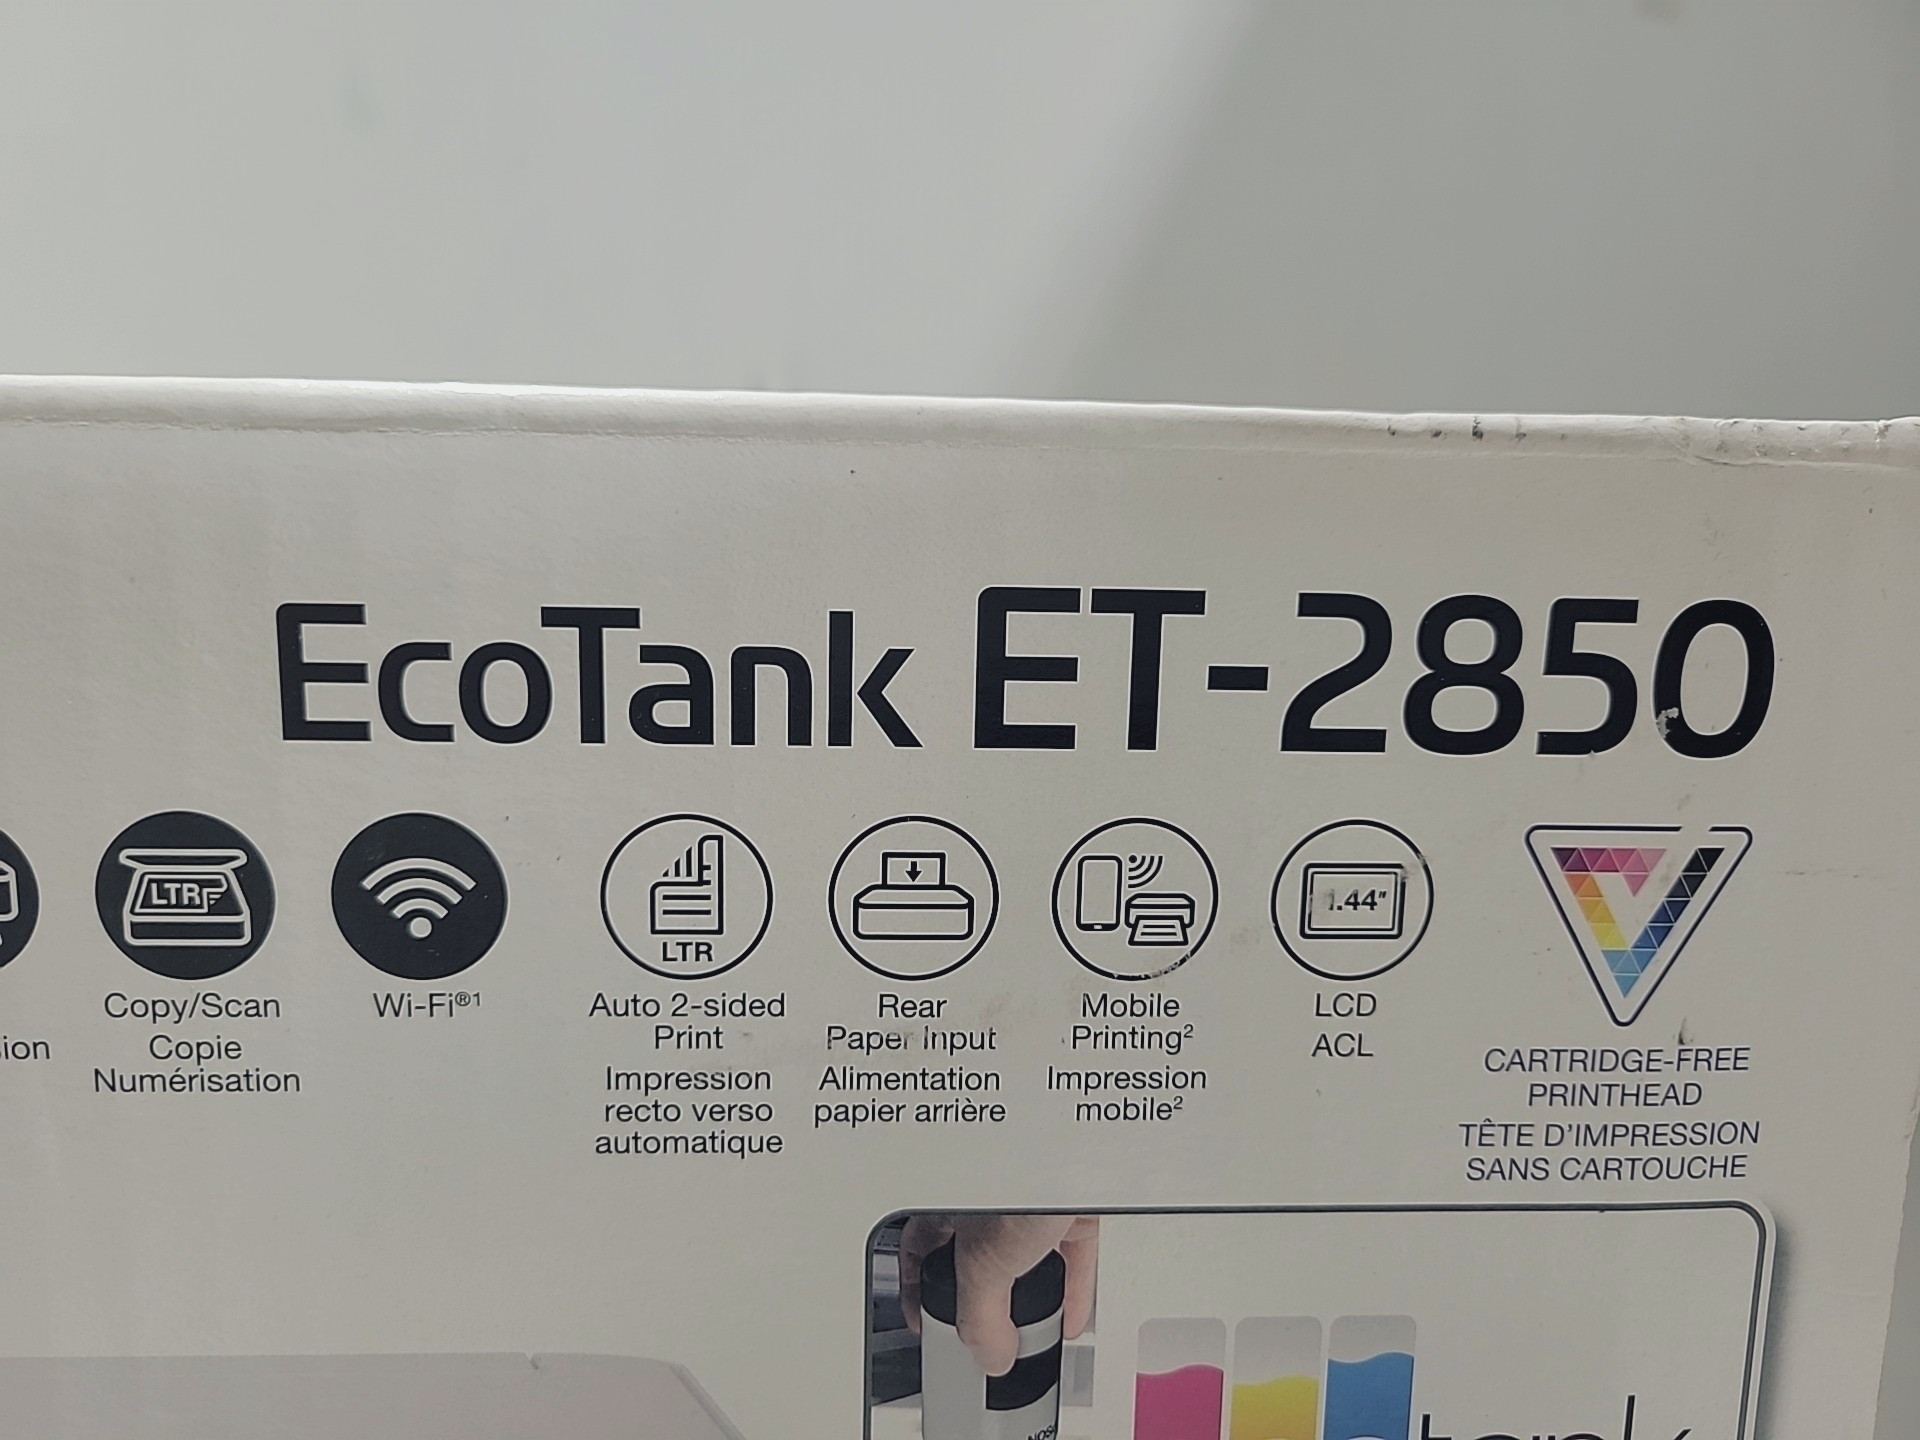 EcoTank ET-2850
LTR
LTR
1.44"
Copy/Scan
Copie
Numérisation
Wi-Fi®1
Auto 2-sided
Print
Impression
recto verso
automatique
Rear
Paper Input
Alimentation
papier arrière
Mobile
Printing²
Impression
mobile²
LCD
ACL
CARTRIDGE-FREE
PRINTHEAD
TÊTE D'IMPRESSION
SANS CARTOUCHE